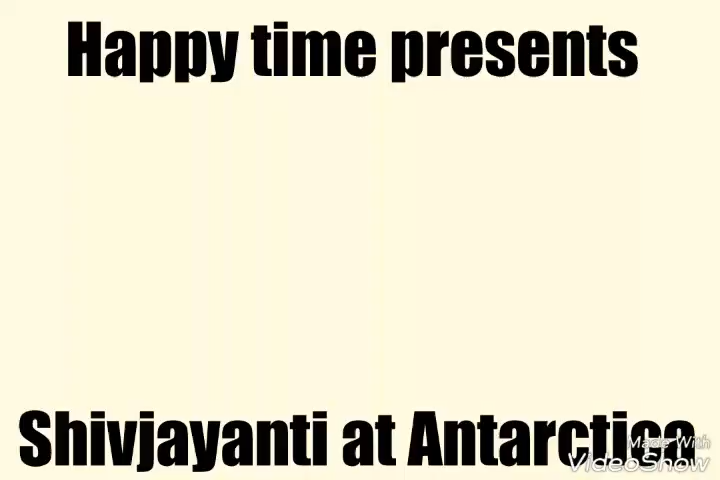 Happy time presents
Shivjayanti at Antarctica
Made With
VideoShow